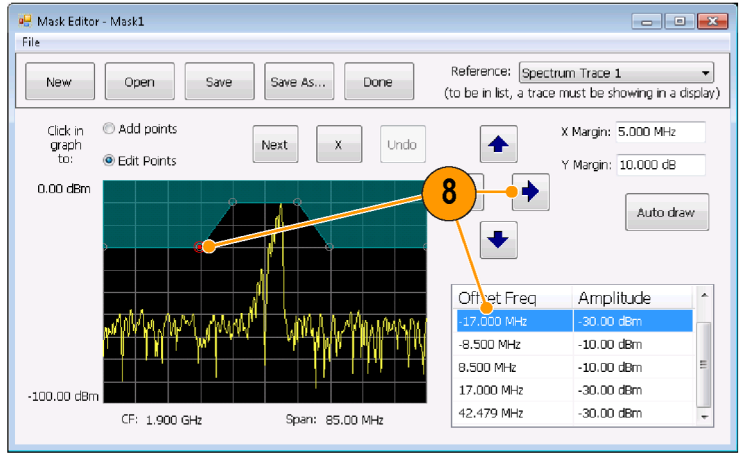 Mask Editor - Mask1
File
New Open Save Save As... Done
Reference: Spectrum Trace 1
(to be in list, a trace must be showing in a display)
Click in graph to:
Add points
Edit Points
Next X Undo
X Margin: 5.000 MHz
Y Margin: 10.000 dB
Auto draw
8
0.00 dBm
-100.00 dBm
CF: 1.900 GHz Span: 85.00 MHz
Offset Freq Amplitude
-17.000 MHz -30.00 dBm
-8.500 MHz -10.00 dBm
8.500 MHz -10.00 dBm
17.000 MHz -30.00 dBm
42.479 MHz -30.00 dBm